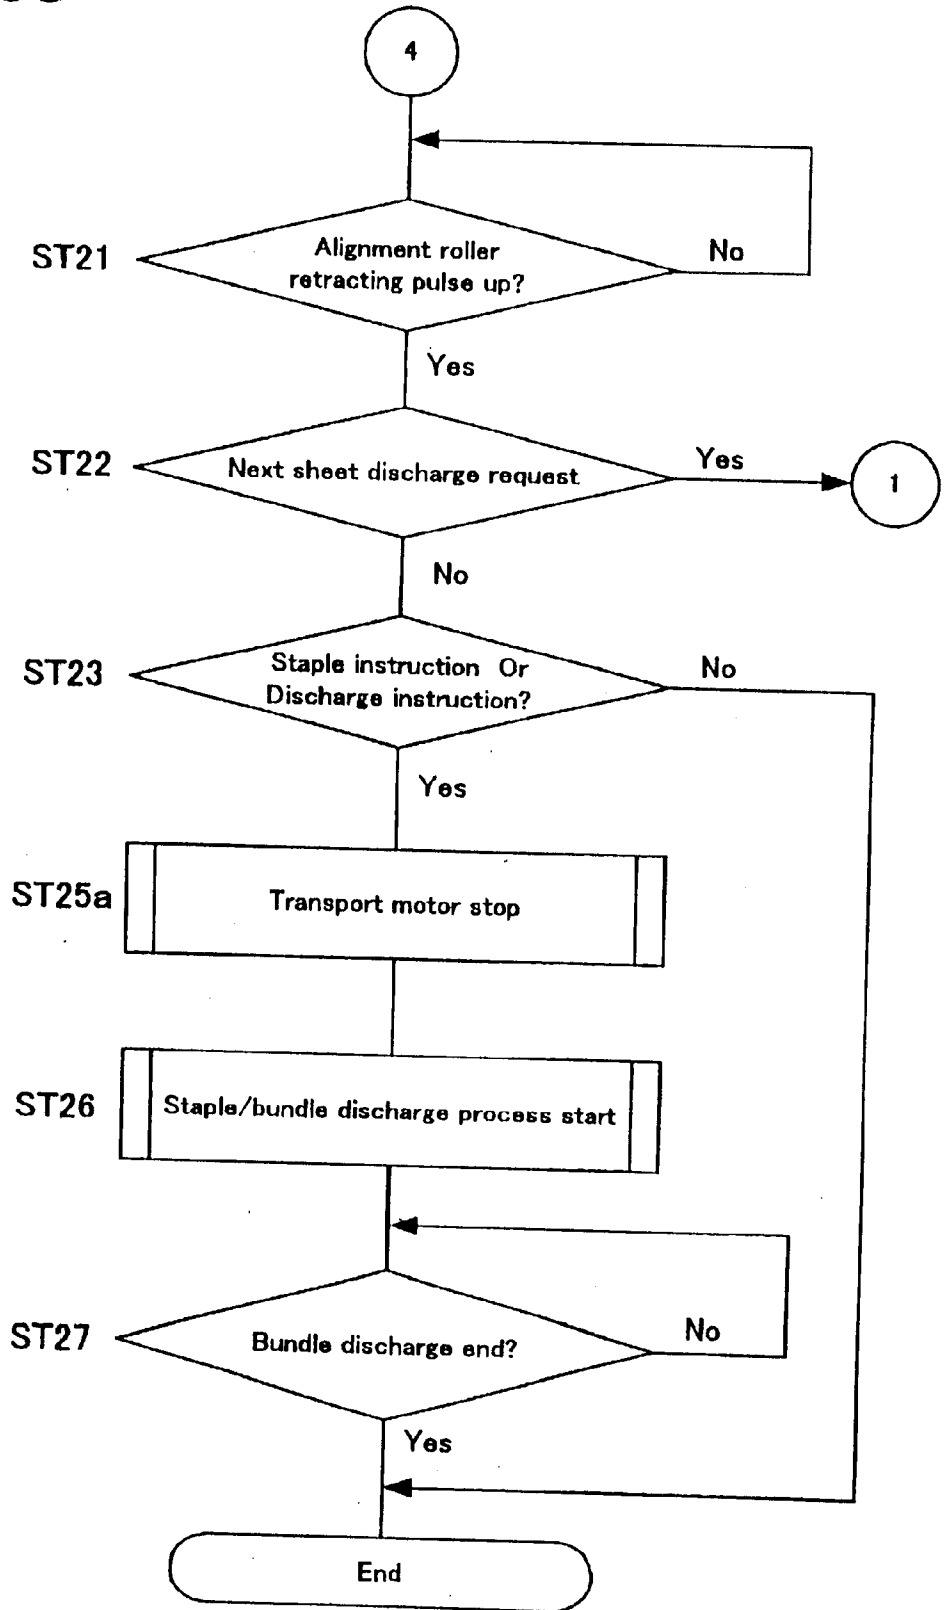 4
ST21
Alignment roller
retracting pulse up?
No
Yes
ST22
Next sheet discharge request
Yes
1
No
ST23
Staple instruction Or
Discharge instruction?
No
Yes
ST25a
Transport motor stop
ST26
Staple/bundle discharge process start
ST27
Bundle discharge end?
No
Yes
End